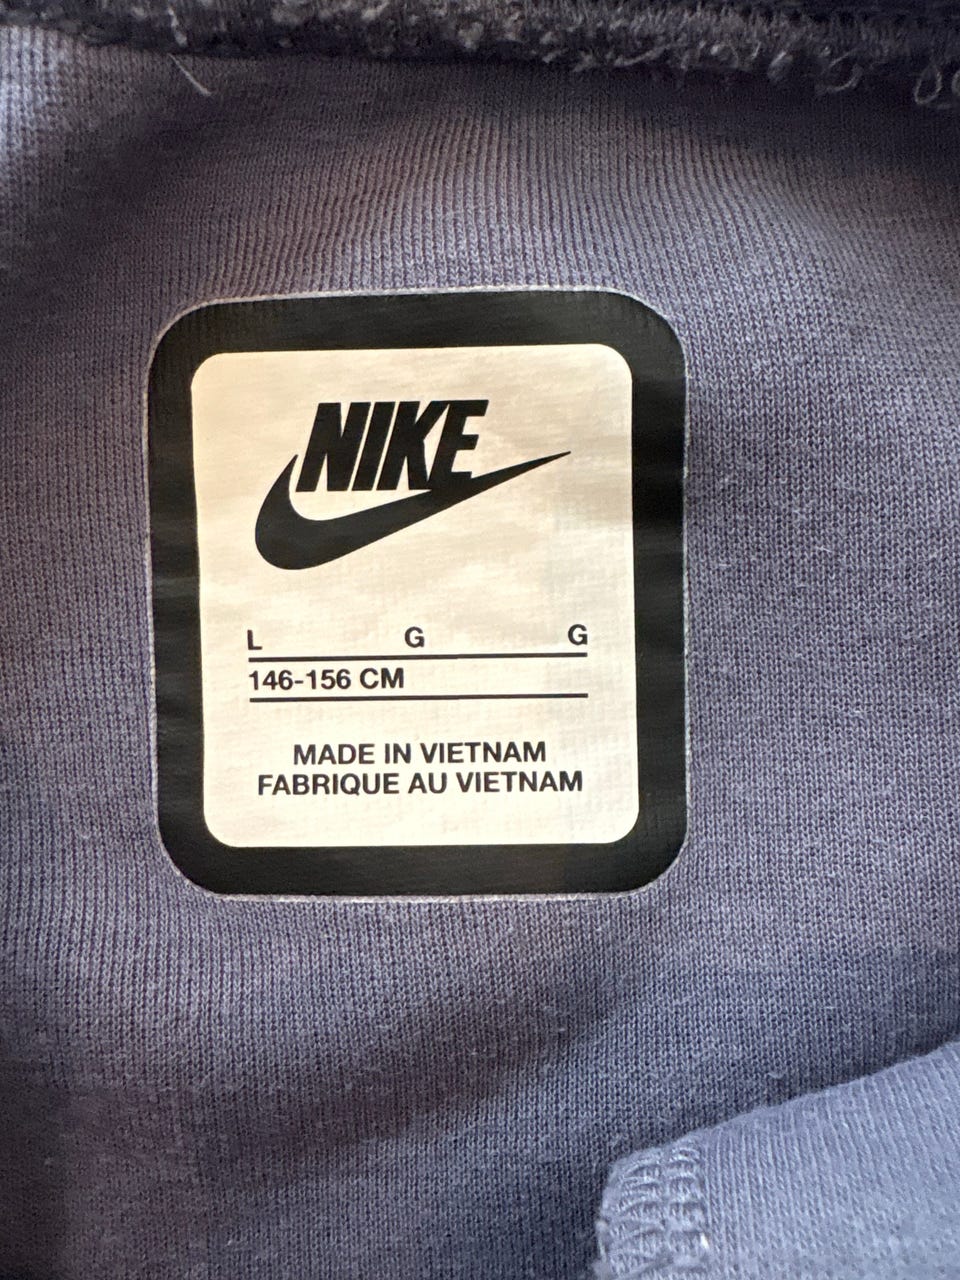 NIKE
L G G
146-156 CM
MADE IN VIETNAM
FABRIQUE AU VIETNAM